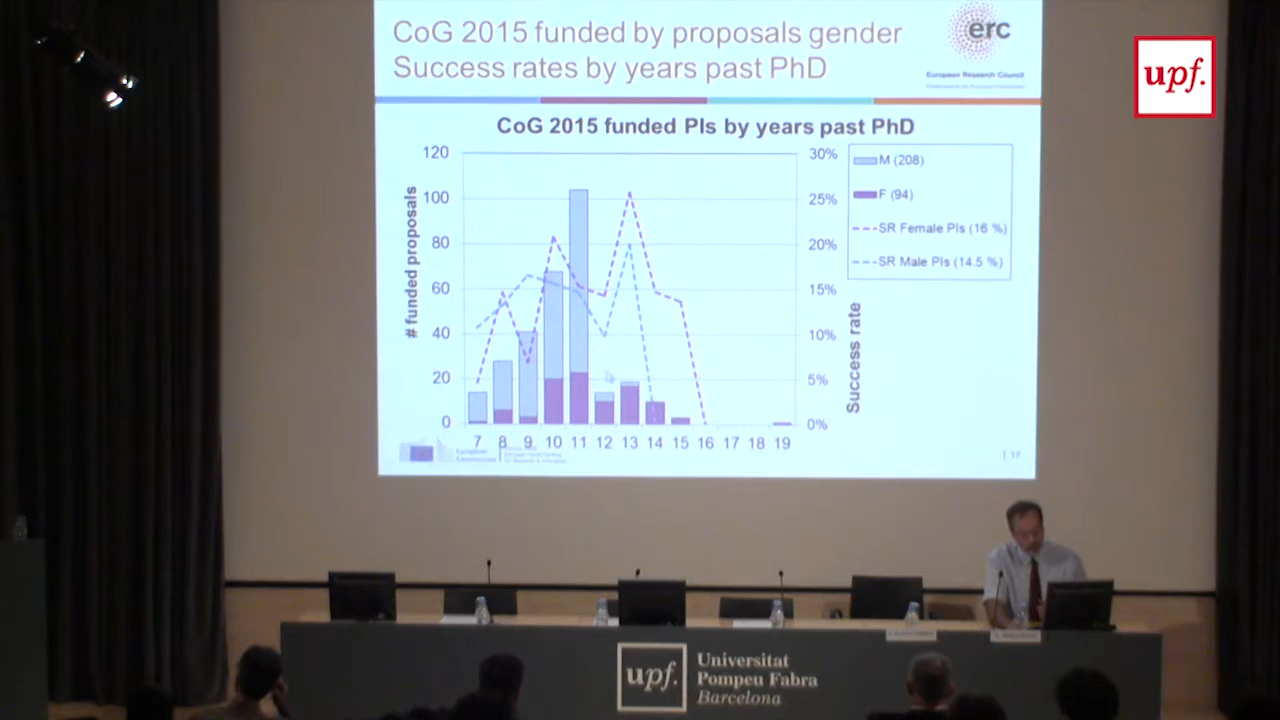 CoG 2015 funded by proposals gender
Success rates by years past PhD
erc
European Research Council
upf.
CoG 2015 funded PIs by years past PhD
# funded proposals
120
100
80
60
40
20
0
30%
25%
20%
15%
10%
5%
0%
Success rate
M (208)
F (94)
SR Female PIs (16 %)
SR Male PIs (14.5 %)
7 8 9 10 11 12 13 14 15 16 17 18 19
European
Commission
| 17
upf.
Universitat
Pompeu Fabra
Barcelona